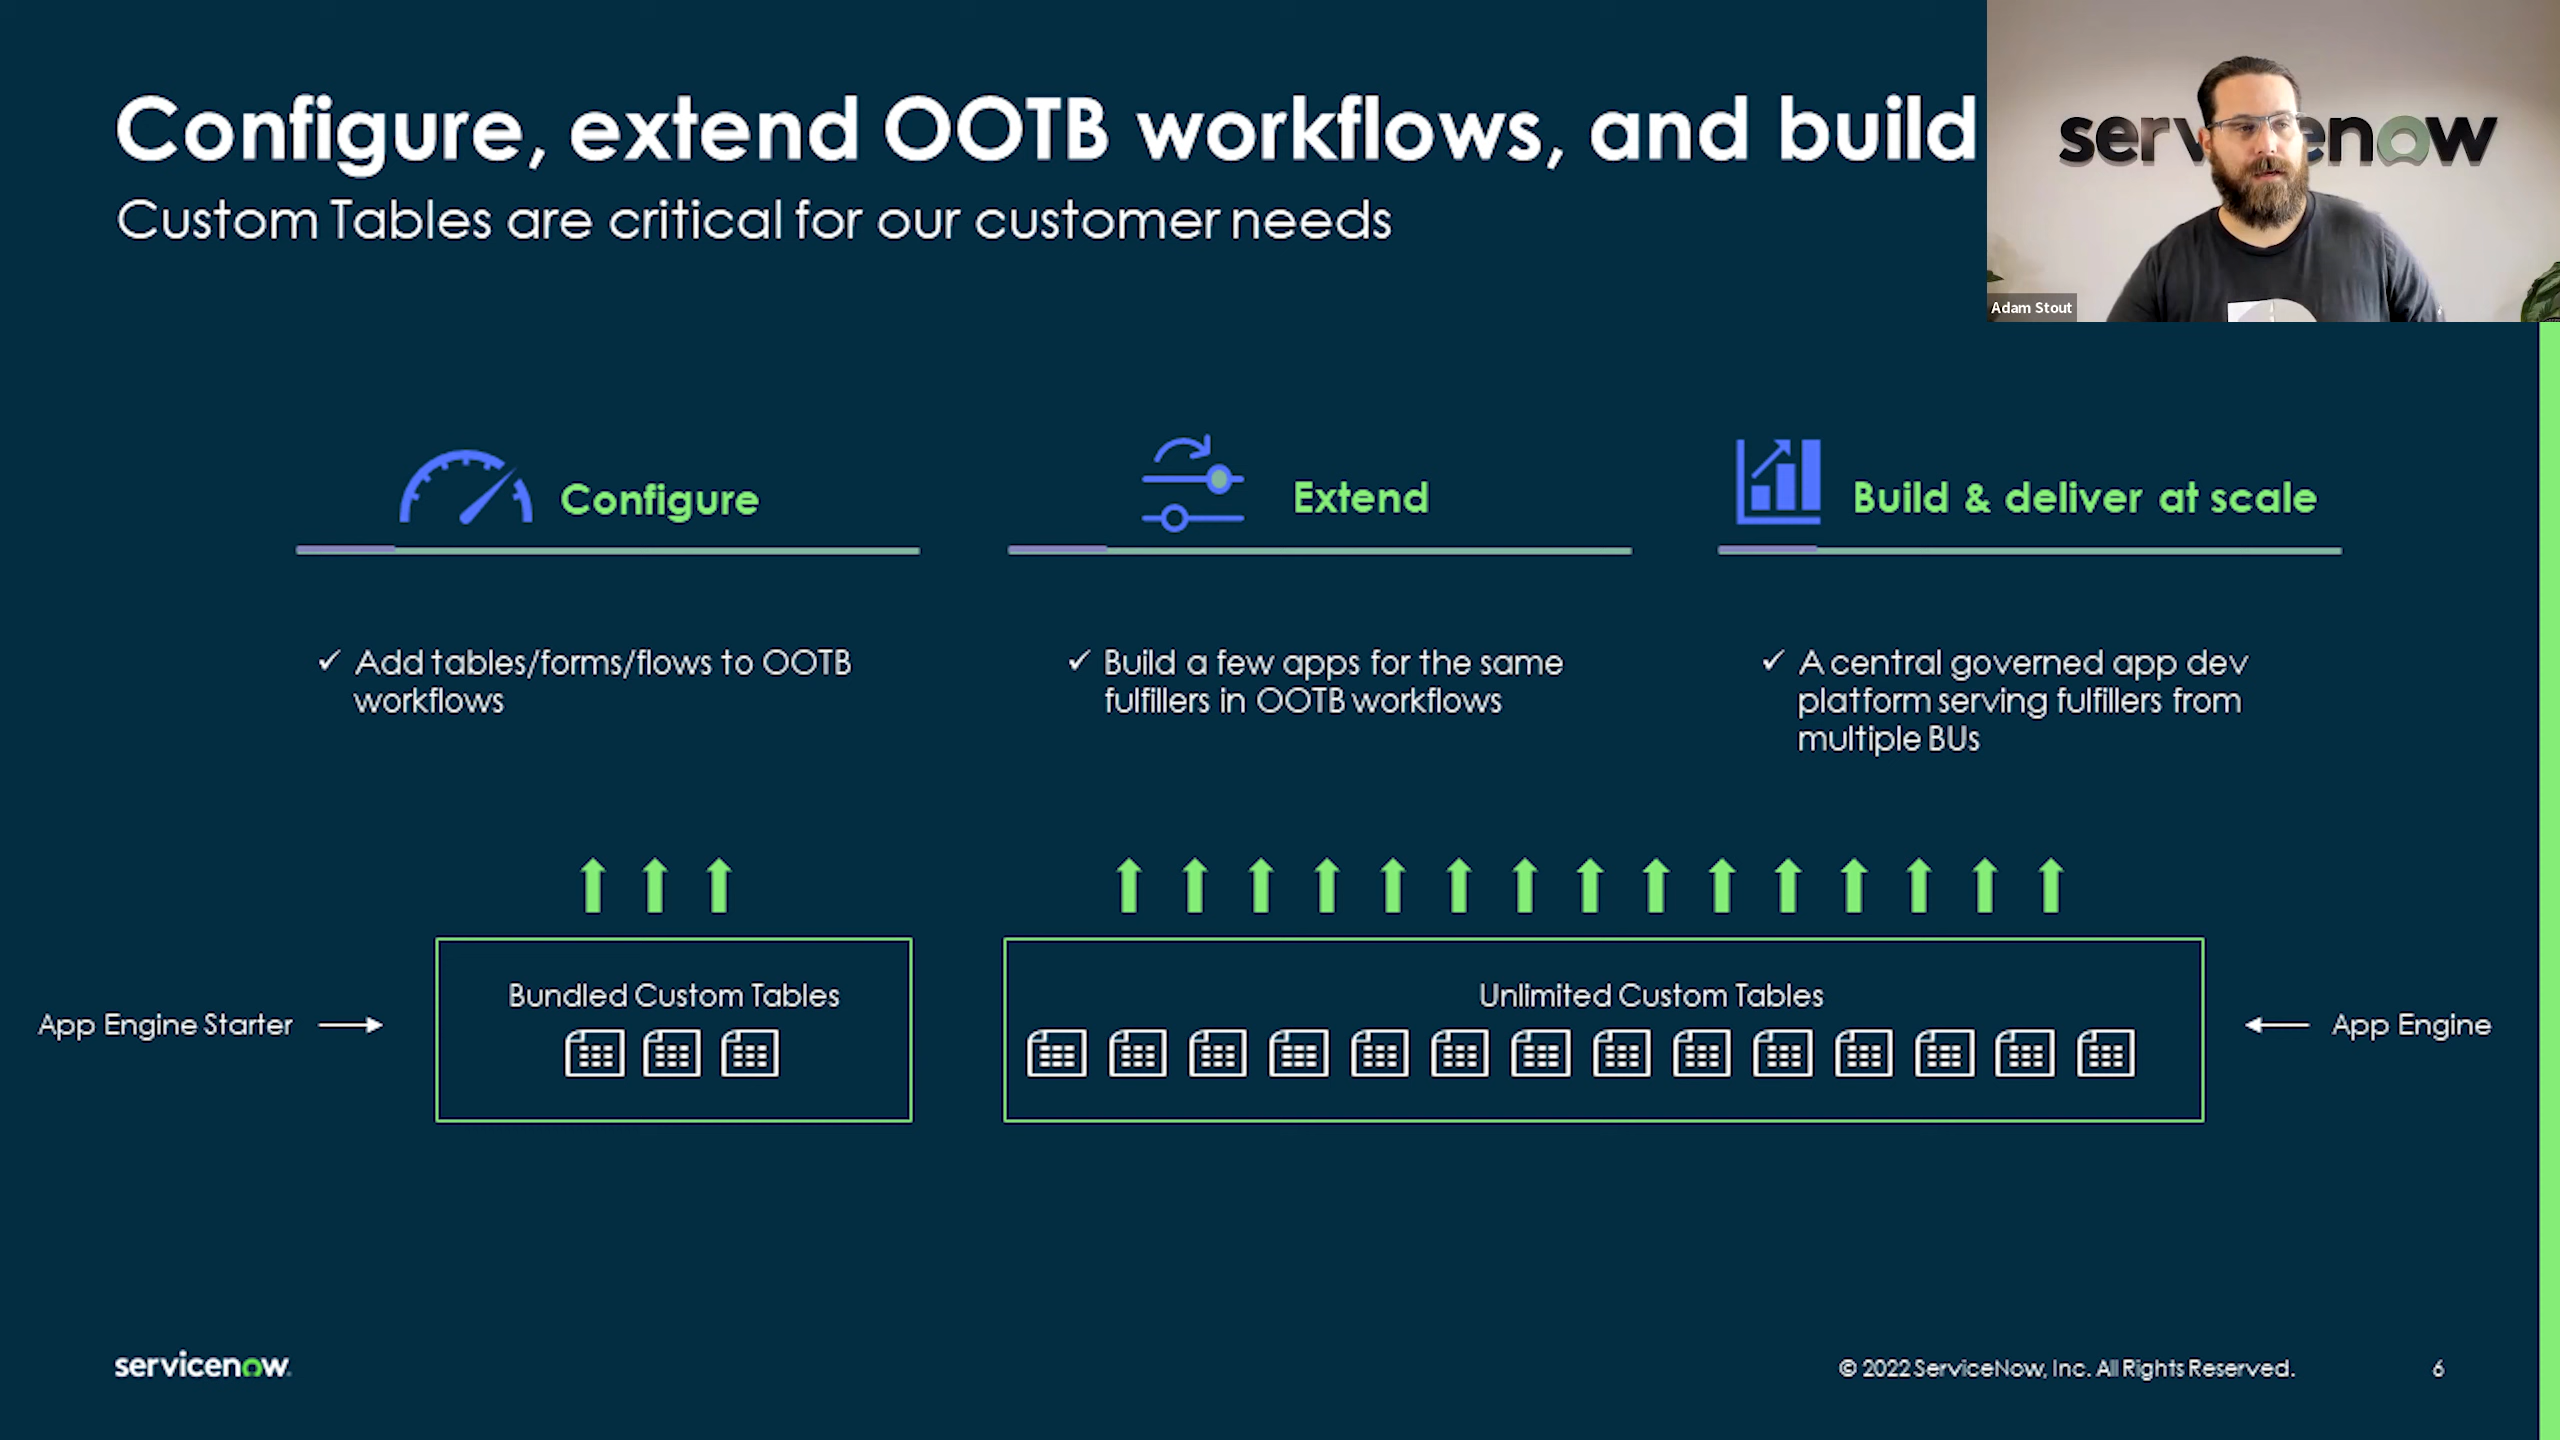 Configure, extend OOTB workflows, and build
Custom Tables are critical for our customer needs
servicenow
Adam Stout
Configure
Extend
Build & deliver at scale
✓ Add tables/forms/flows to OOTB
workflows
✓ Build a few apps for the same
fulfillers in OOTB workflows
✓ A central governed app dev
platform serving fulfillers from
multiple BUs
App Engine Starter
Bundled Custom Tables
Unlimited Custom Tables
App Engine
servicenow.
© 2022 ServiceNow, Inc. All Rights Reserved.
6